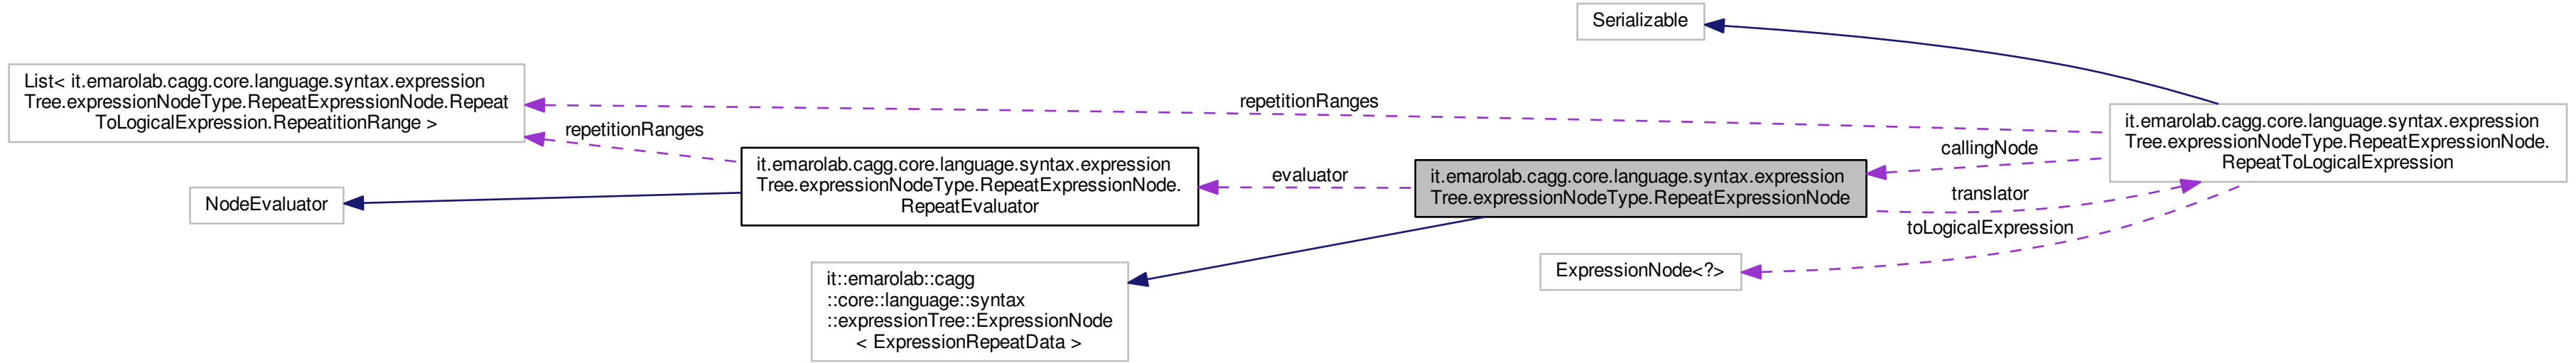 Serializable
List< it.emarolab.cagg.core.language.syntax.expression
Tree.expressionNodeType.RepeatExpressionNode.Repeat
ToLogicalExpression.RepeatitionRange >
repetitionRanges
repetitionRanges
it.emarolab.cagg.core.language.syntax.expression
Tree.expressionNodeType.RepeatExpressionNode.
RepeatToLogicalExpression
callingNode
it.emarolab.cagg.core.language.syntax.expression
Tree.expressionNodeType.RepeatExpressionNode.
RepeatEvaluator
evaluator
it.emarolab.cagg.core.language.syntax.expression
Tree.expressionNodeType.RepeatExpressionNode
translator
NodeEvaluator
toLogicalExpression
ExpressionNode<?>
it::emarolab::cagg
::core::language::syntax
::expressionTree::ExpressionNode
< ExpressionRepeatData >